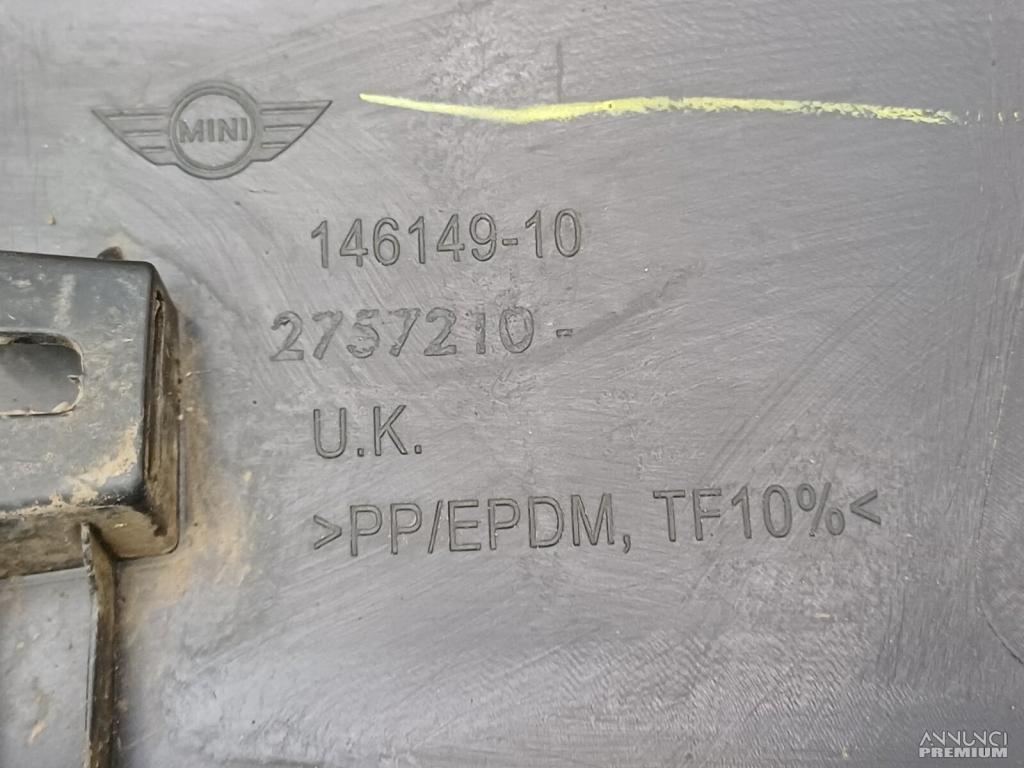 MINI
146149-10
2757210-
U.K.
>PP/EPDM, TF10%<
ANNUNCI
PREMIUM